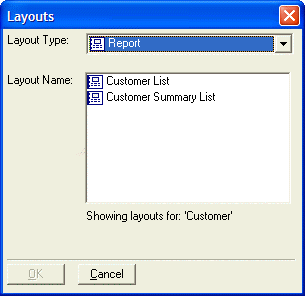 Layouts
Layout Type:
Report
Layout Name:
Customer List
Customer Summary List
Showing layouts for: 'Customer'
OK
Cancel